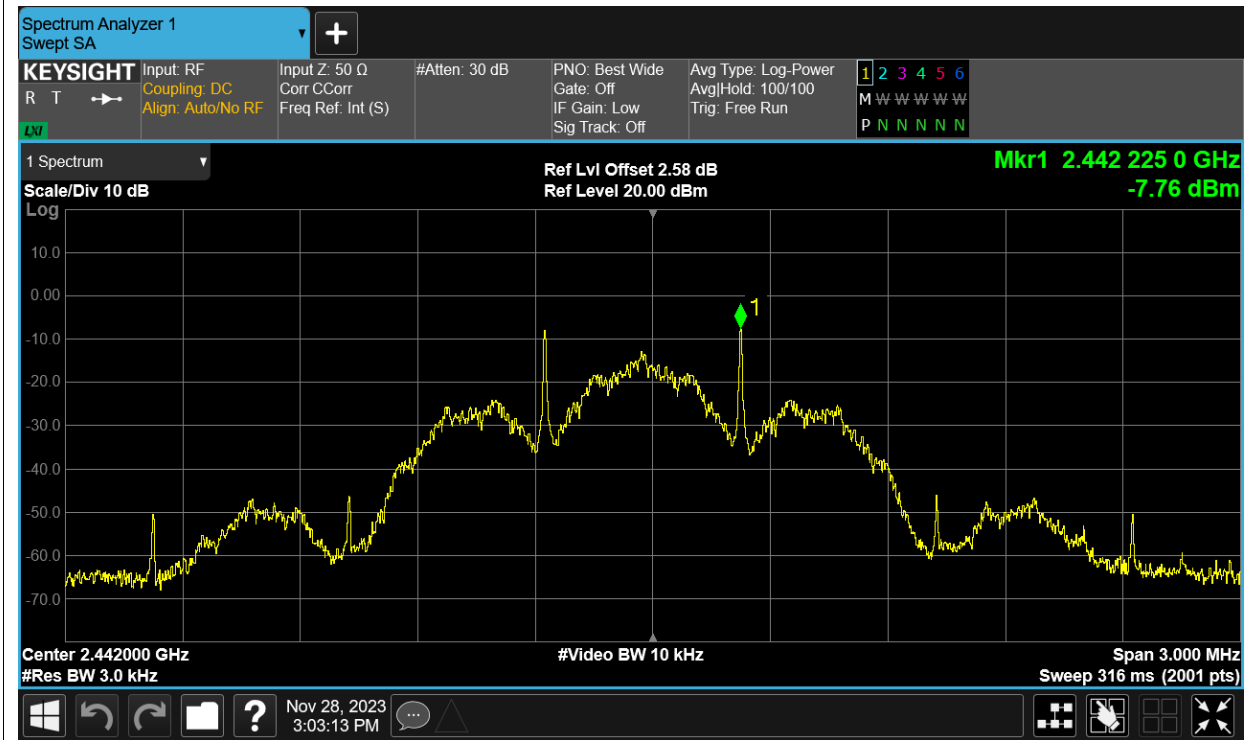 Spectrum Analyzer 1
Swept SA
+
KEYSIGHT
R T
LXI
Input: RF
Coupling: DC
Align: Auto/No RF
Input Z: 50 Ω
Corr CCorr
Freq Ref: Int (S)
#Atten: 30 dB
PNO: Best Wide
Gate: Off
IF Gain: Low
Sig Track: Off
Avg Type: Log-Power
Avg|Hold: 100/100
Trig: Free Run
1 2 3 4 5 6
M W W W W W
P N N N N N
1 Spectrum
Scale/Div 10 dB
Ref Lvl Offset 2.58 dB
Ref Level 20.00 dBm
Mkr1 2.442 225 0 GHz
-7.76 dBm
Log
10.0
0.00
-10.0
-20.0
-30.0
-40.0
-50.0
-60.0
-70.0
1
Center 2.442000 GHz
#Res BW 3.0 kHz
#Video BW 10 kHz
Span 3.000 MHz
Sweep 316 ms (2001 pts)
?
Nov 28, 2023
3:03:13 PM